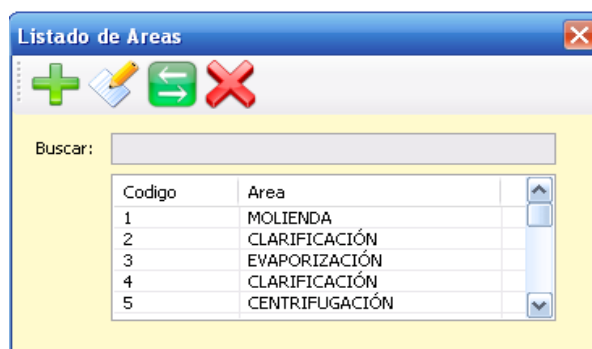 Listado de Areas
Buscar:
Codigo Area
1 MOLIENDA
2 CLARIFICACIÓN
3 EVAPORIZACIÓN
4 CLARIFICACIÓN
5 CENTRIFUGACIÓN